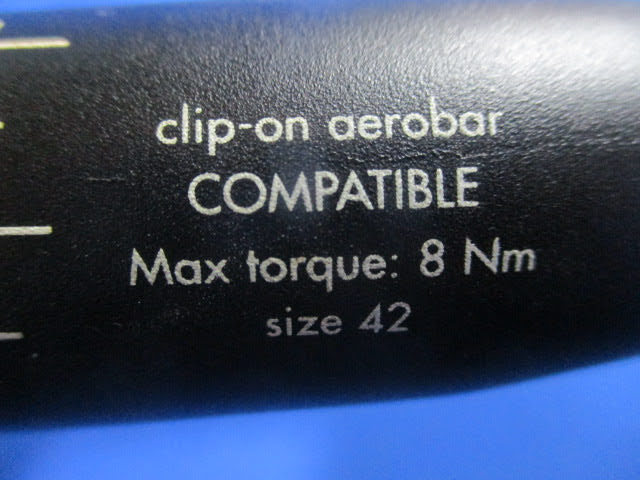 clip-on aerobar
COMPATIBLE
Max torque: 8 Nm
size 42